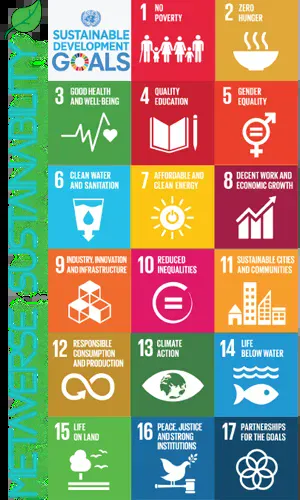 METAVERSE SUSTAINABILITY
SUSTAINABLE
DEVELOPMENT
GOALS
1 NO
POVERTY
2 ZERO
HUNGER
3 GOOD HEALTH
AND WELL-BEING
4 QUALITY
EDUCATION
5 GENDER
EQUALITY
6 CLEAN WATER
AND SANITATION
7 AFFORDABLE AND
CLEAN ENERGY
8 DECENT WORK AND
ECONOMIC GROWTH
9 INDUSTRY, INNOVATION
AND INFRASTRUCTURE
10 REDUCED
INEQUALITIES
11 SUSTAINABLE CITIES
AND COMMUNITIES
12 RESPONSIBLE
CONSUMPTION
AND PRODUCTION
13 CLIMATE
ACTION
14 LIFE
BELOW WATER
15 LIFE
ON LAND
16 PEACE, JUSTICE
AND STRONG
INSTITUTIONS
17 PARTNERSHIPS
FOR THE GOALS